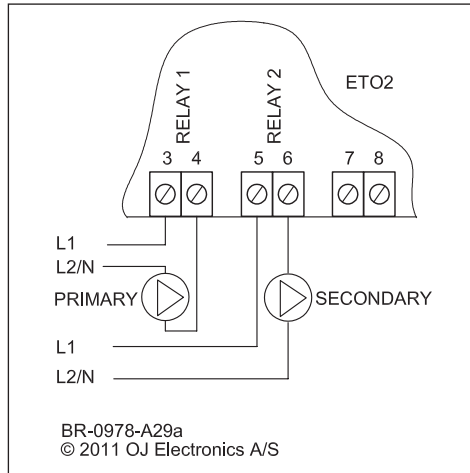 RELAY 1
RELAY 2
ETO2
3 4 5 6 7 8
L1
L2/N
PRIMARY
SECONDARY
L1
L2/N
BR-0978-A29a
© 2011 OJ Electronics A/S